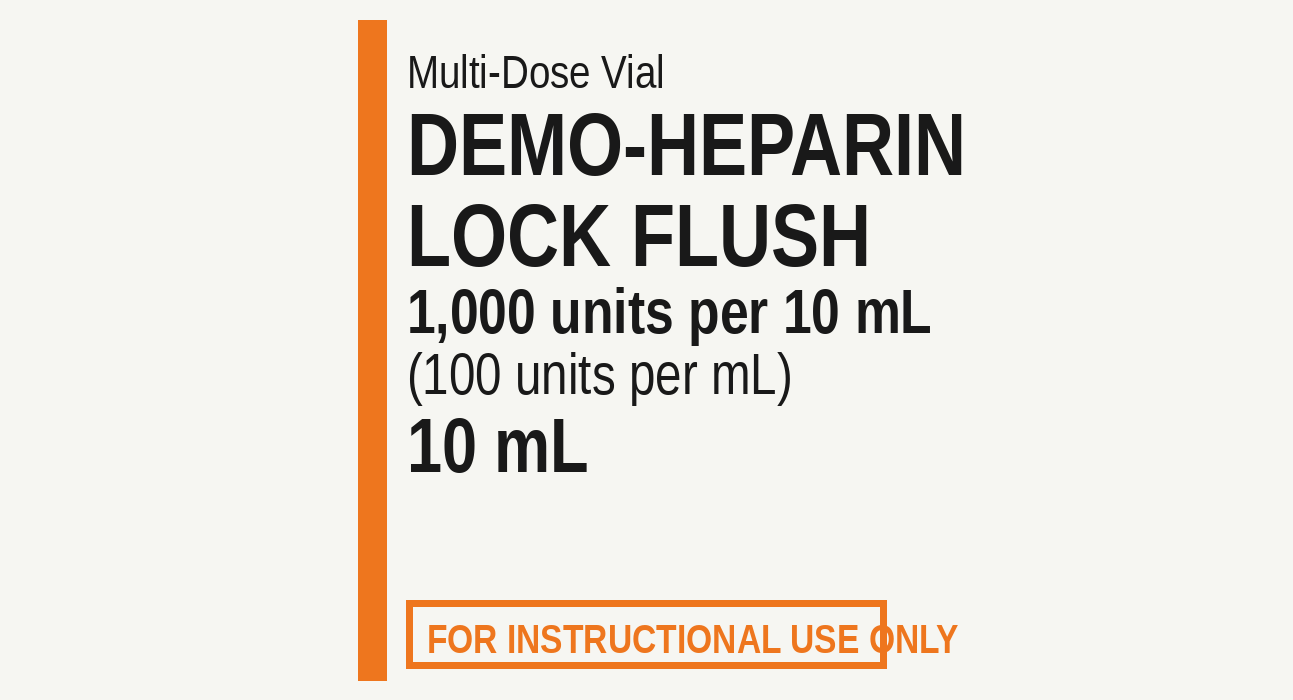 Multi-Dose Vial
DEMO-HEPARIN
LOCK FLUSH
1,000 units per 10 mL
(100 units per mL)
10 mL
FOR INSTRUCTIONAL USE ONLY